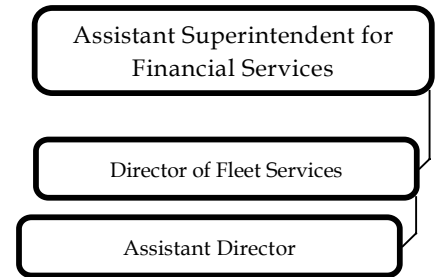 Assistant Superintendent for
Financial Services
Director of Fleet Services
Assistant Director